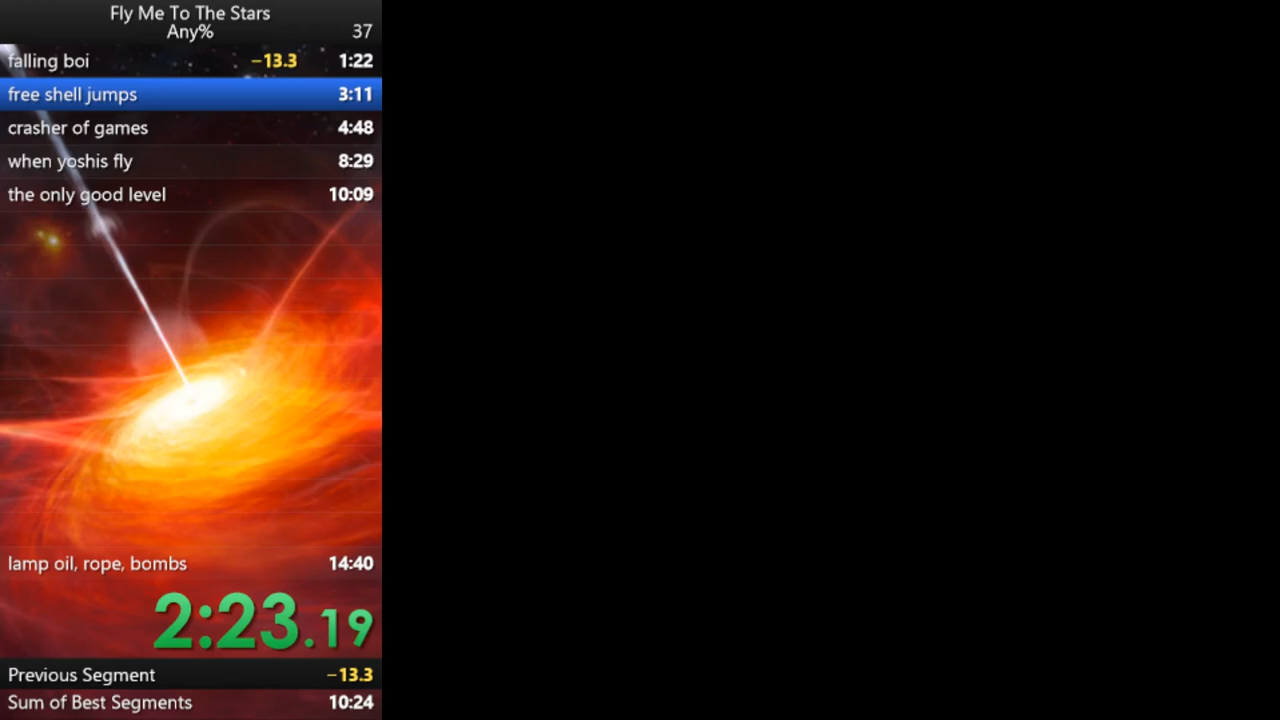 Fly Me To The Stars
Any% 37
falling boi −13.3 1:22
free shell jumps 3:11
crasher of games 4:48
when yoshis fly 8:29
the only good level 10:09
lamp oil, rope, bombs 14:40
2:23.19
Previous Segment −13.3
Sum of Best Segments 10:24